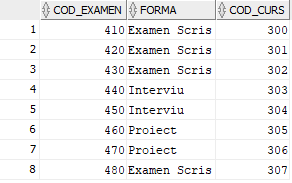 COD_EXAMEN FORMA COD_CURS
1 410 Examen Scris 300
2 420 Examen Scris 301
3 430 Examen Scris 302
4 440 Interviu 303
5 450 Interviu 304
6 460 Proiect 305
7 470 Proiect 306
8 480 Examen Scris 307